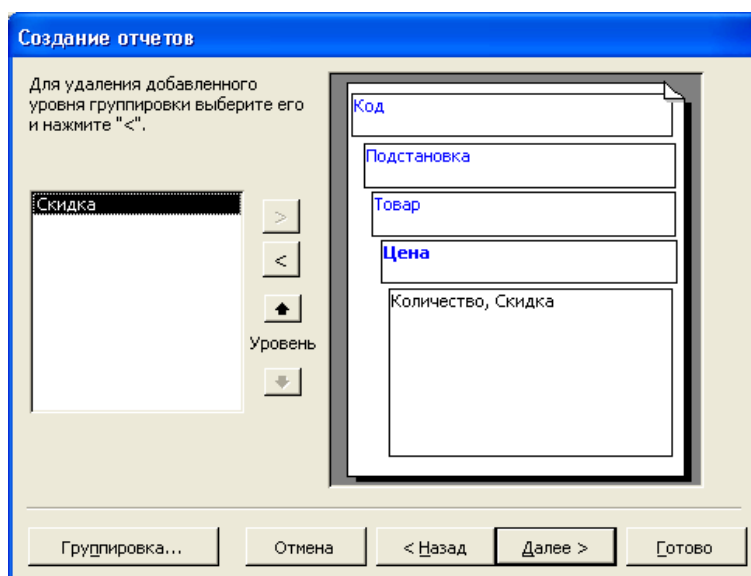 Создание отчетов
Для удаления добавленного
уровня группировки выберите его
и нажмите "<".
Скидка
>
<
Уровень
Код
Подстановка
Товар
Цена
Количество, Скидка
Группировка...
Отмена
< Назад
Далее >
Готово